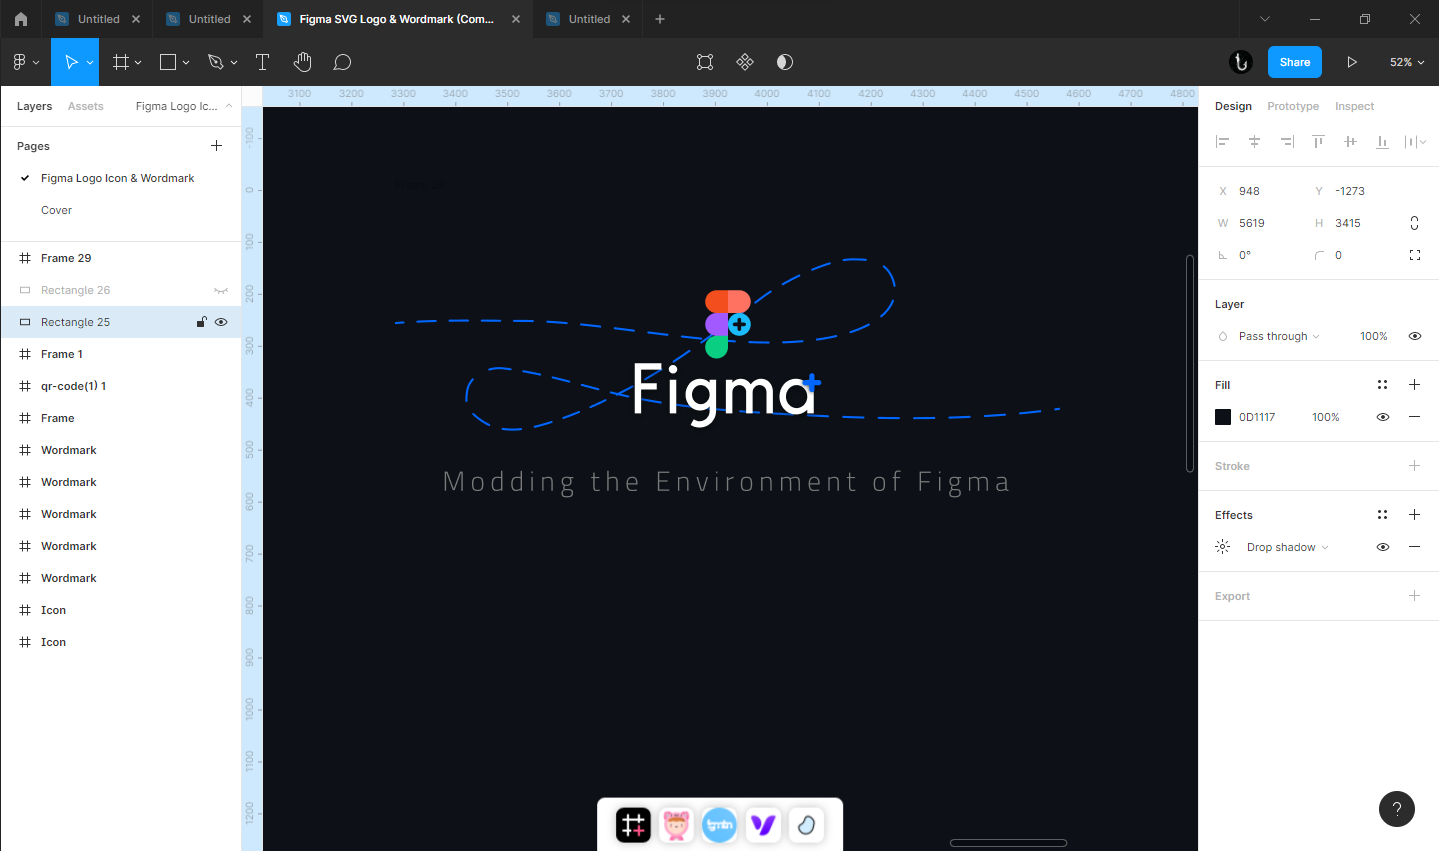 Untitled
Untitled
Figma SVG Logo & Wordmark (Com...
Untitled
Share
52%
Layers
Assets
Figma Logo Ic...
3100 3200 3300 3400 3500 3600 3700 3800 3900 4000 4100 4200 4300 4400 4500 4600 4700 4800
Design
Prototype
Inspect
Pages
Figma Logo Icon & Wordmark
Cover
Frame 29
Rectangle 26
Rectangle 25
Frame 1
qr-code(1) 1
Frame
Wordmark
Wordmark
Wordmark
Wordmark
Wordmark
Icon
Icon
-100
0
100
200
300
400
500
600
700
800
900
1000
1100
1200
Figma
Modding the Environment of Figma
X 948 Y -1273
W 5619 H 3415
0° 0
Layer
Pass through 100%
Fill
0D1117 100%
Stroke
Effects
Drop shadow
Export
?